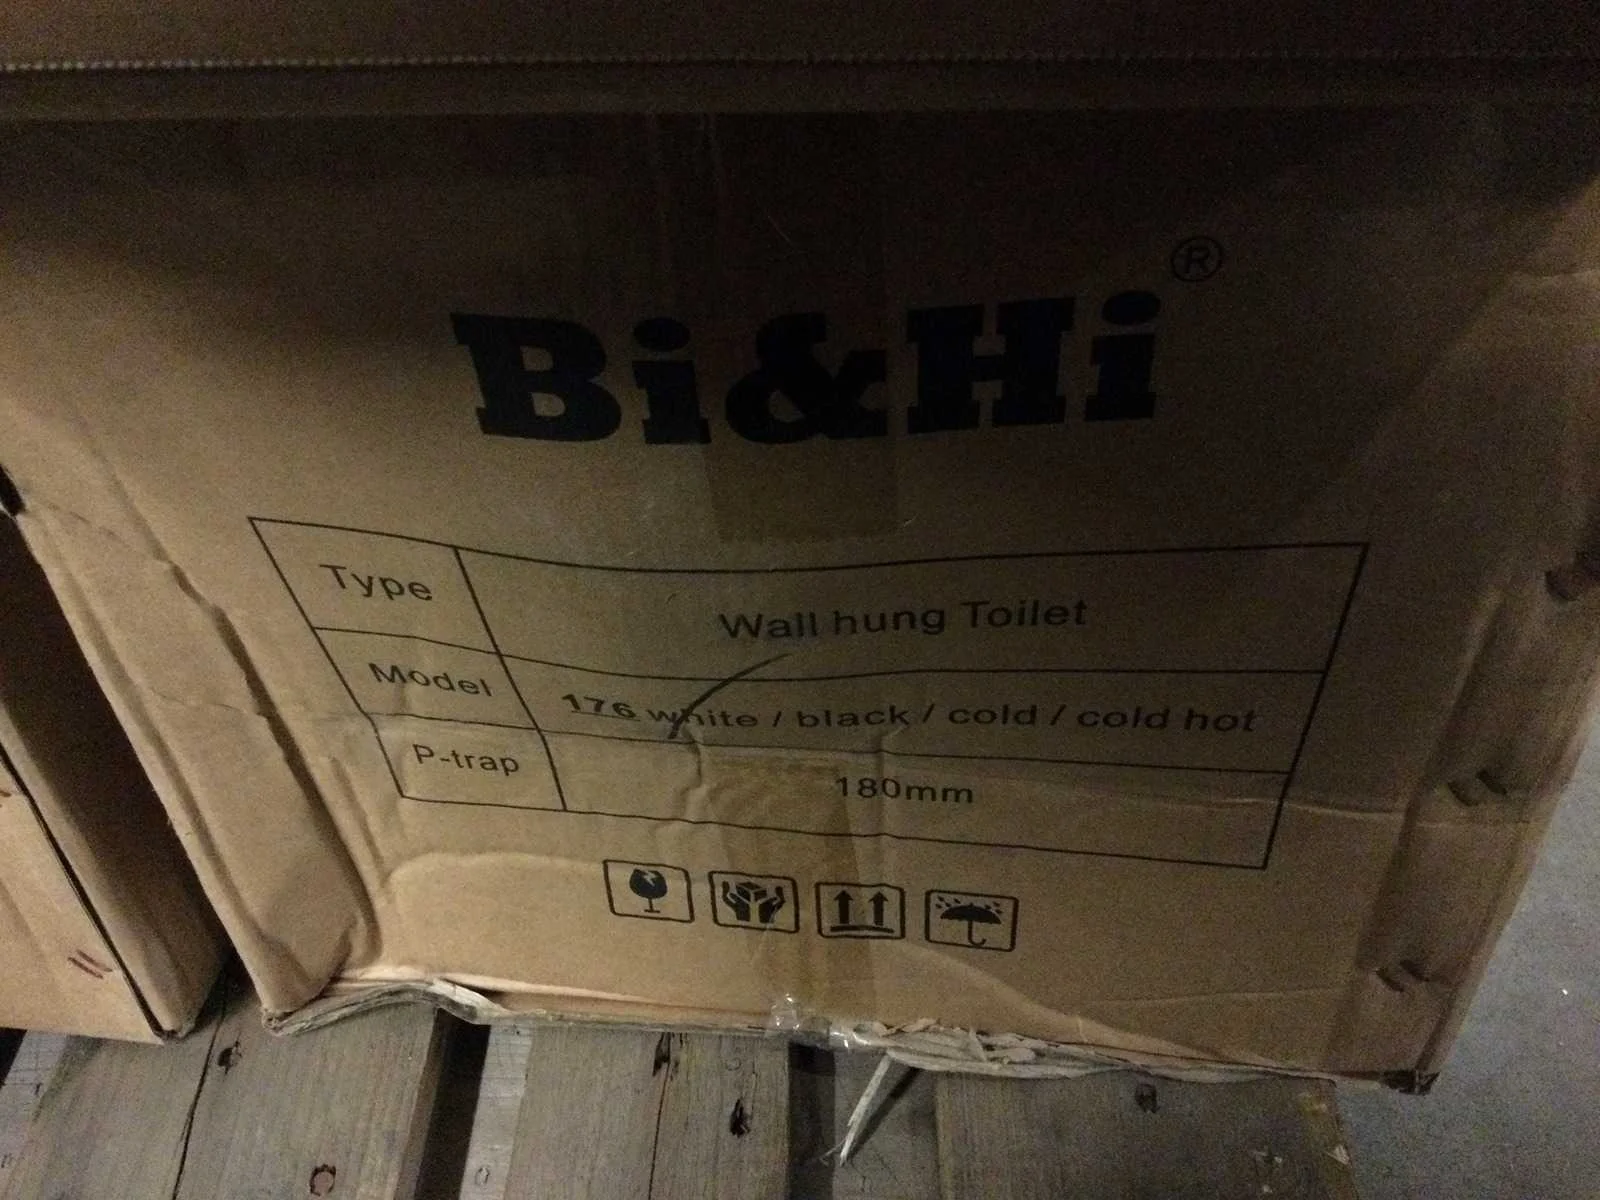 Bi&Hi®
Type Wall hung Toilet
Model 176 white / black / cold / cold hot
P-trap 180mm